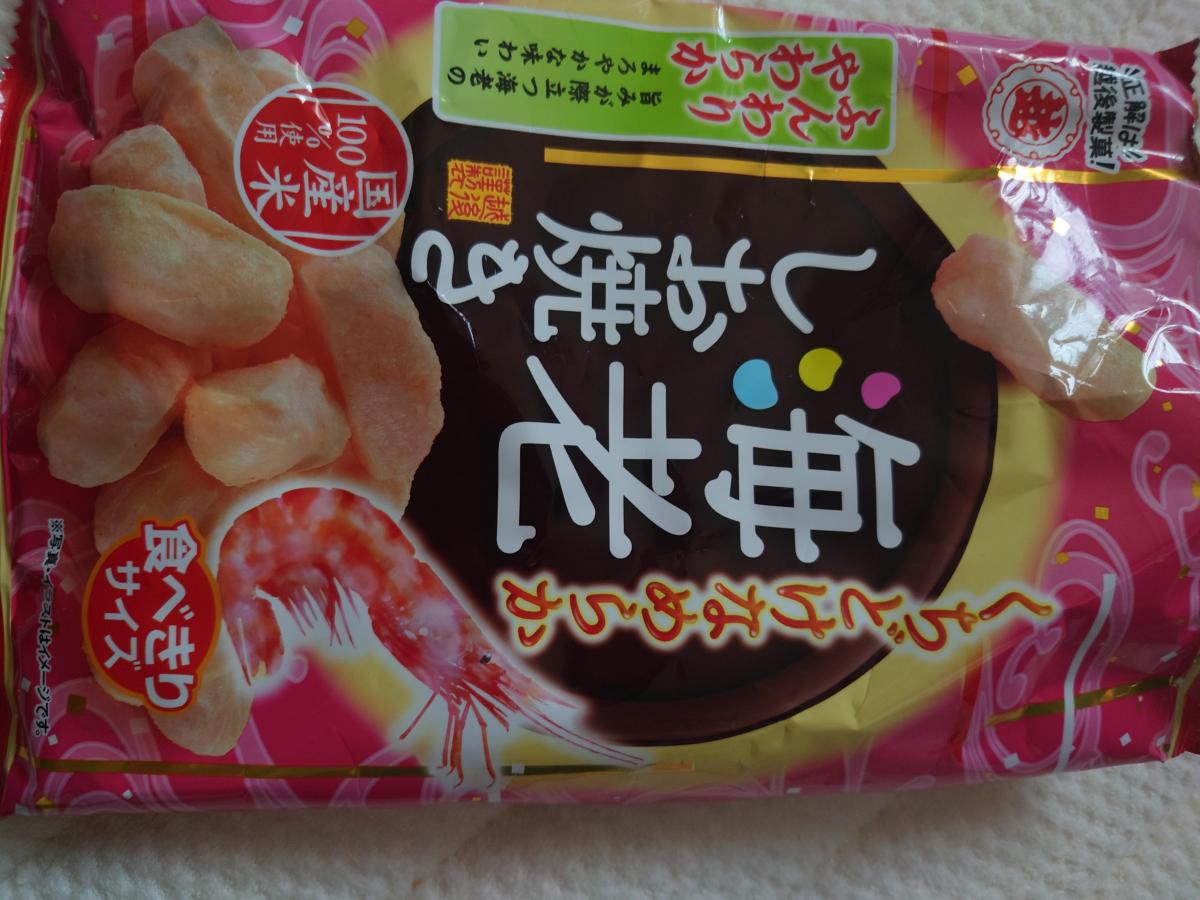 正解は
越後製菓!
越
ふんわり
やわらか
旨みが際立つ海老の
まろやかな味わい
海老
しお焼き
越後
謹製
くちどけなめらか
国産米
100%
使用
食べきり
サイズ
※写真・イラストはイメージです。